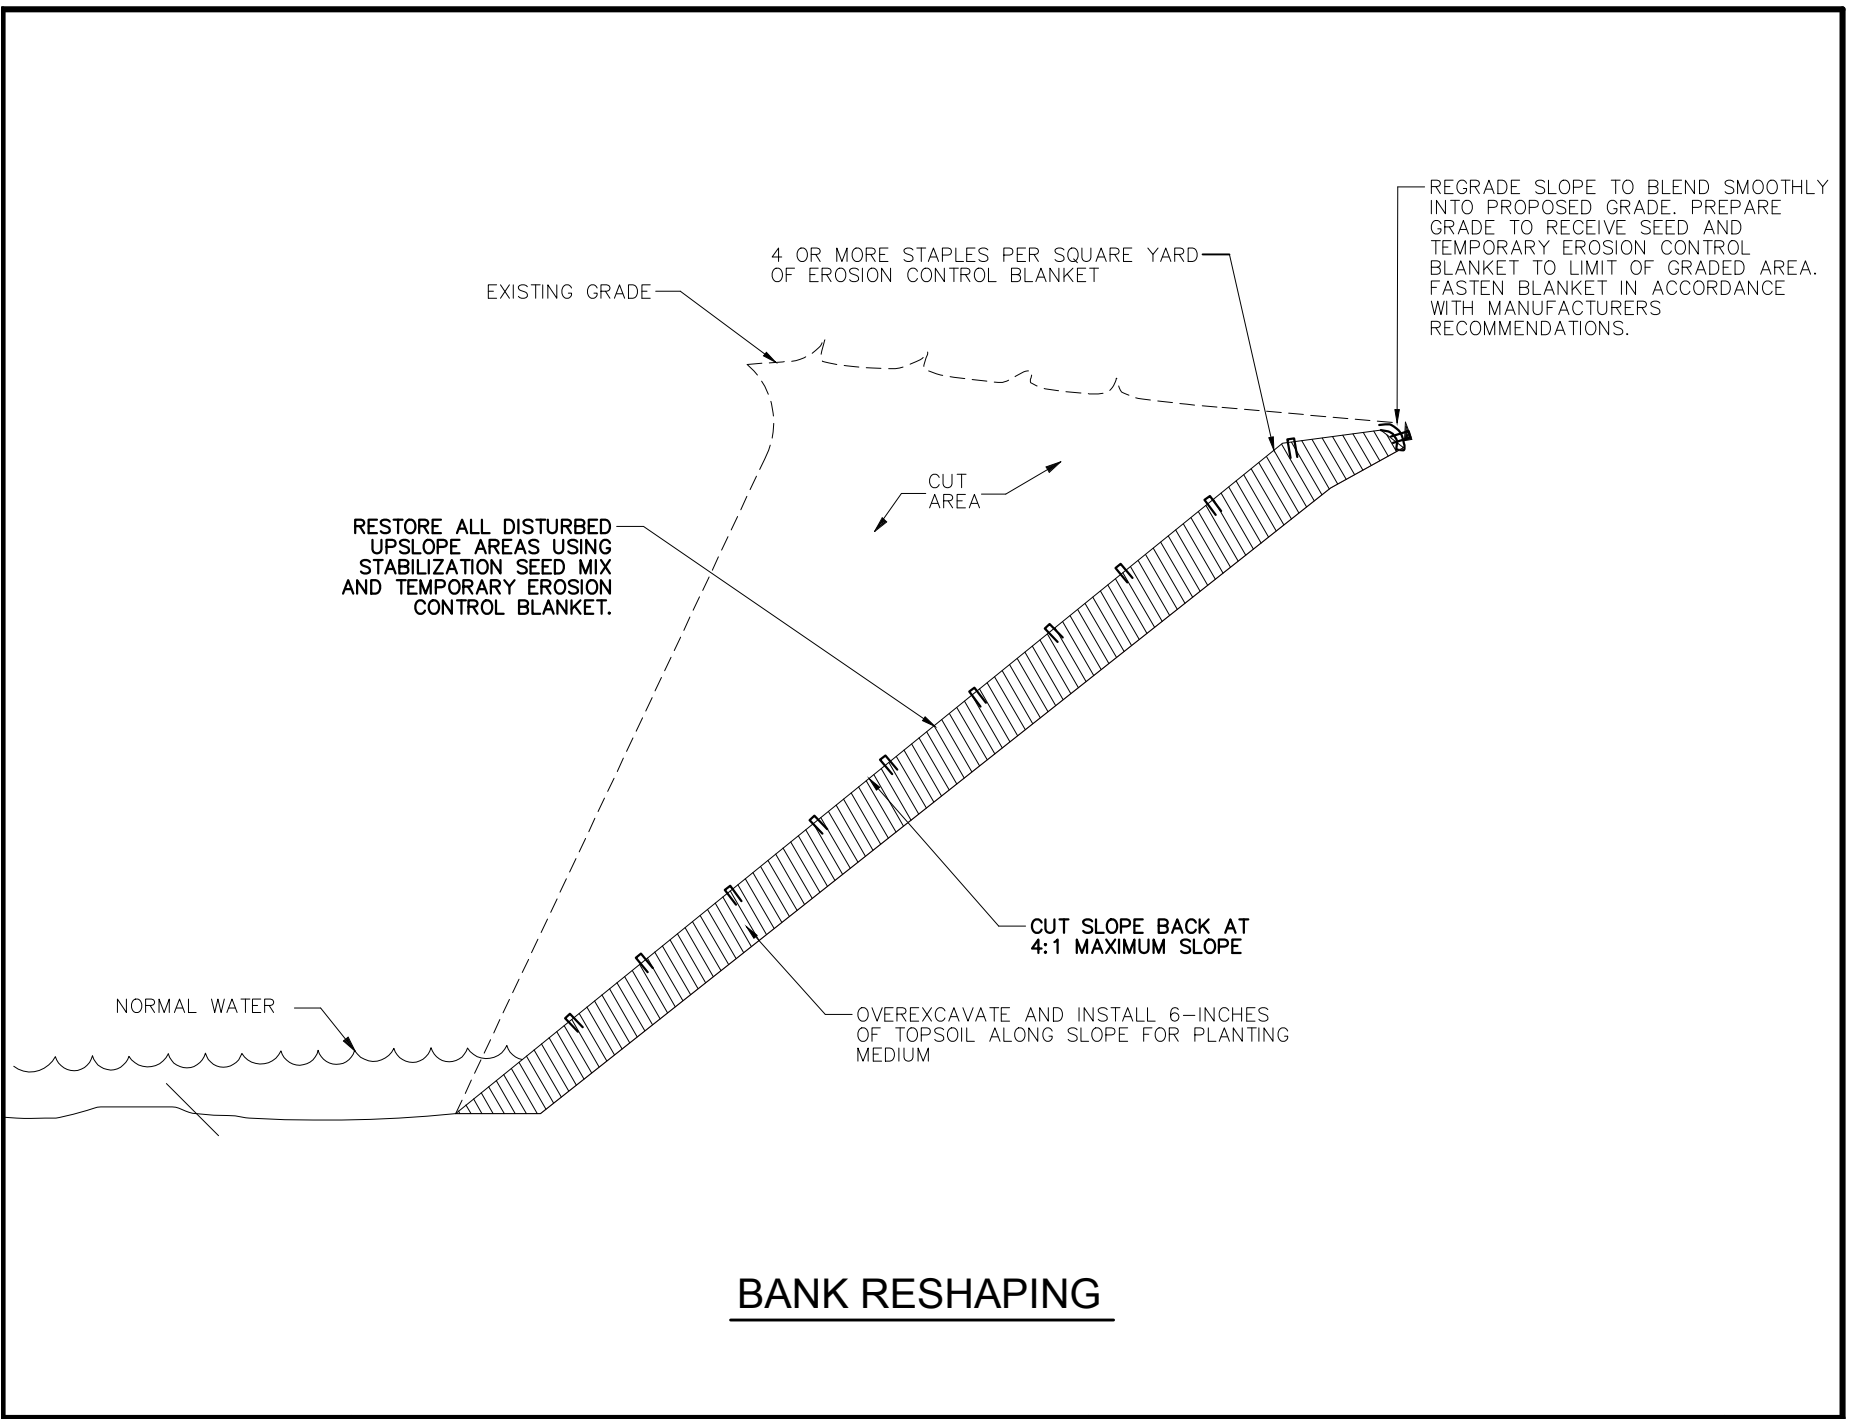 REGRADE SLOPE TO BLEND SMOOTHLY
INTO PROPOSED GRADE. PREPARE
GRADE TO RECEIVE SEED AND
TEMPORARY EROSION CONTROL
BLANKET TO LIMIT OF GRADED AREA.
FASTEN BLANKET IN ACCORDANCE
WITH MANUFACTURERS
RECOMMENDATIONS.
4 OR MORE STAPLES PER SQUARE YARD
OF EROSION CONTROL BLANKET
EXISTING GRADE
CUT
AREA
RESTORE ALL DISTURBED
UPSLOPE AREAS USING
STABILIZATION SEED MIX
AND TEMPORARY EROSION
CONTROL BLANKET.
CUT SLOPE BACK AT
4:1 MAXIMUM SLOPE
NORMAL WATER
OVEREXCAVATE AND INSTALL 6-INCHES
OF TOPSOIL ALONG SLOPE FOR PLANTING
MEDIUM
BANK RESHAPING